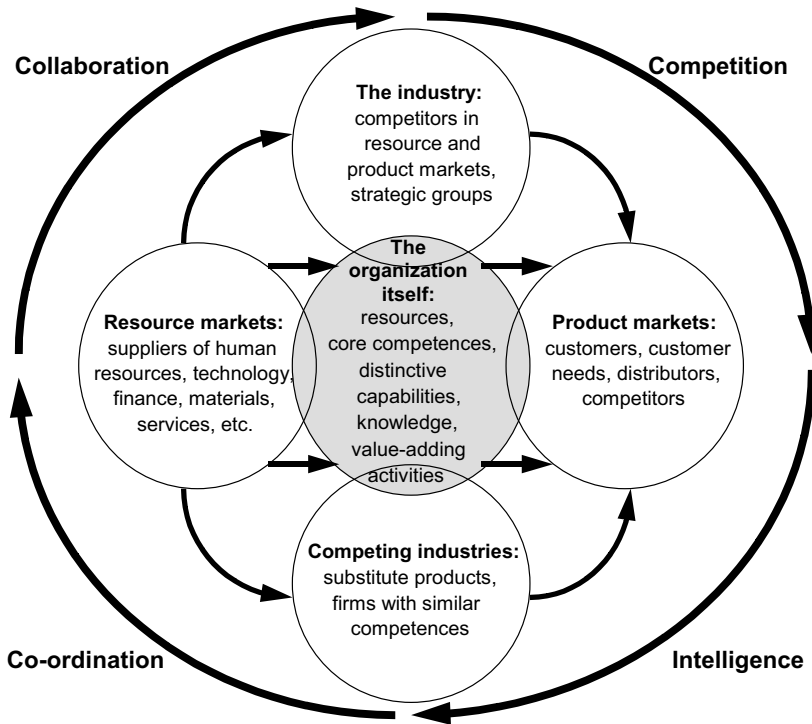 Collaboration
Competition
The industry:
competitors in
resource and
product markets,
strategic groups
The
organization
itself:
resources,
core competences,
distinctive
capabilities,
knowledge,
value-adding
activities
Resource markets:
suppliers of human
resources, technology,
finance, materials,
services, etc.
Product markets:
customers, customer
needs, distributors,
competitors
Competing industries:
substitute products,
firms with similar
competences
Co-ordination
Intelligence